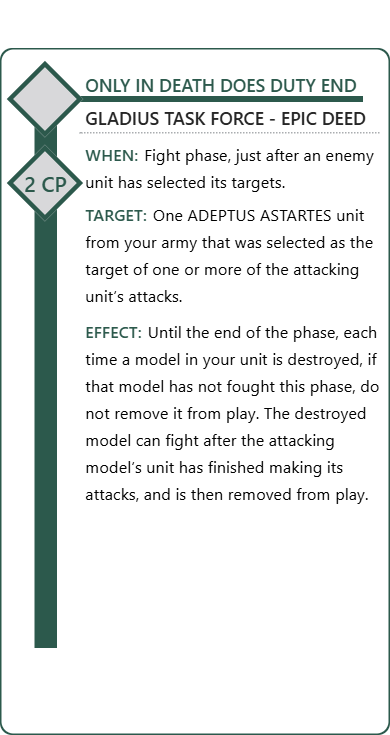 ONLY IN DEATH DOES DUTY END
GLADIUS TASK FORCE - EPIC DEED
2 CP
WHEN: Fight phase, just after an enemy
unit has selected its targets.
TARGET: One ADEPTUS ASTARTES unit
from your army that was selected as the
target of one or more of the attacking
unit's attacks.
EFFECT: Until the end of the phase, each
time a model in your unit is destroyed, if
that model has not fought this phase, do
not remove it from play. The destroyed
model can fight after the attacking
model's unit has finished making its
attacks, and is then removed from play.